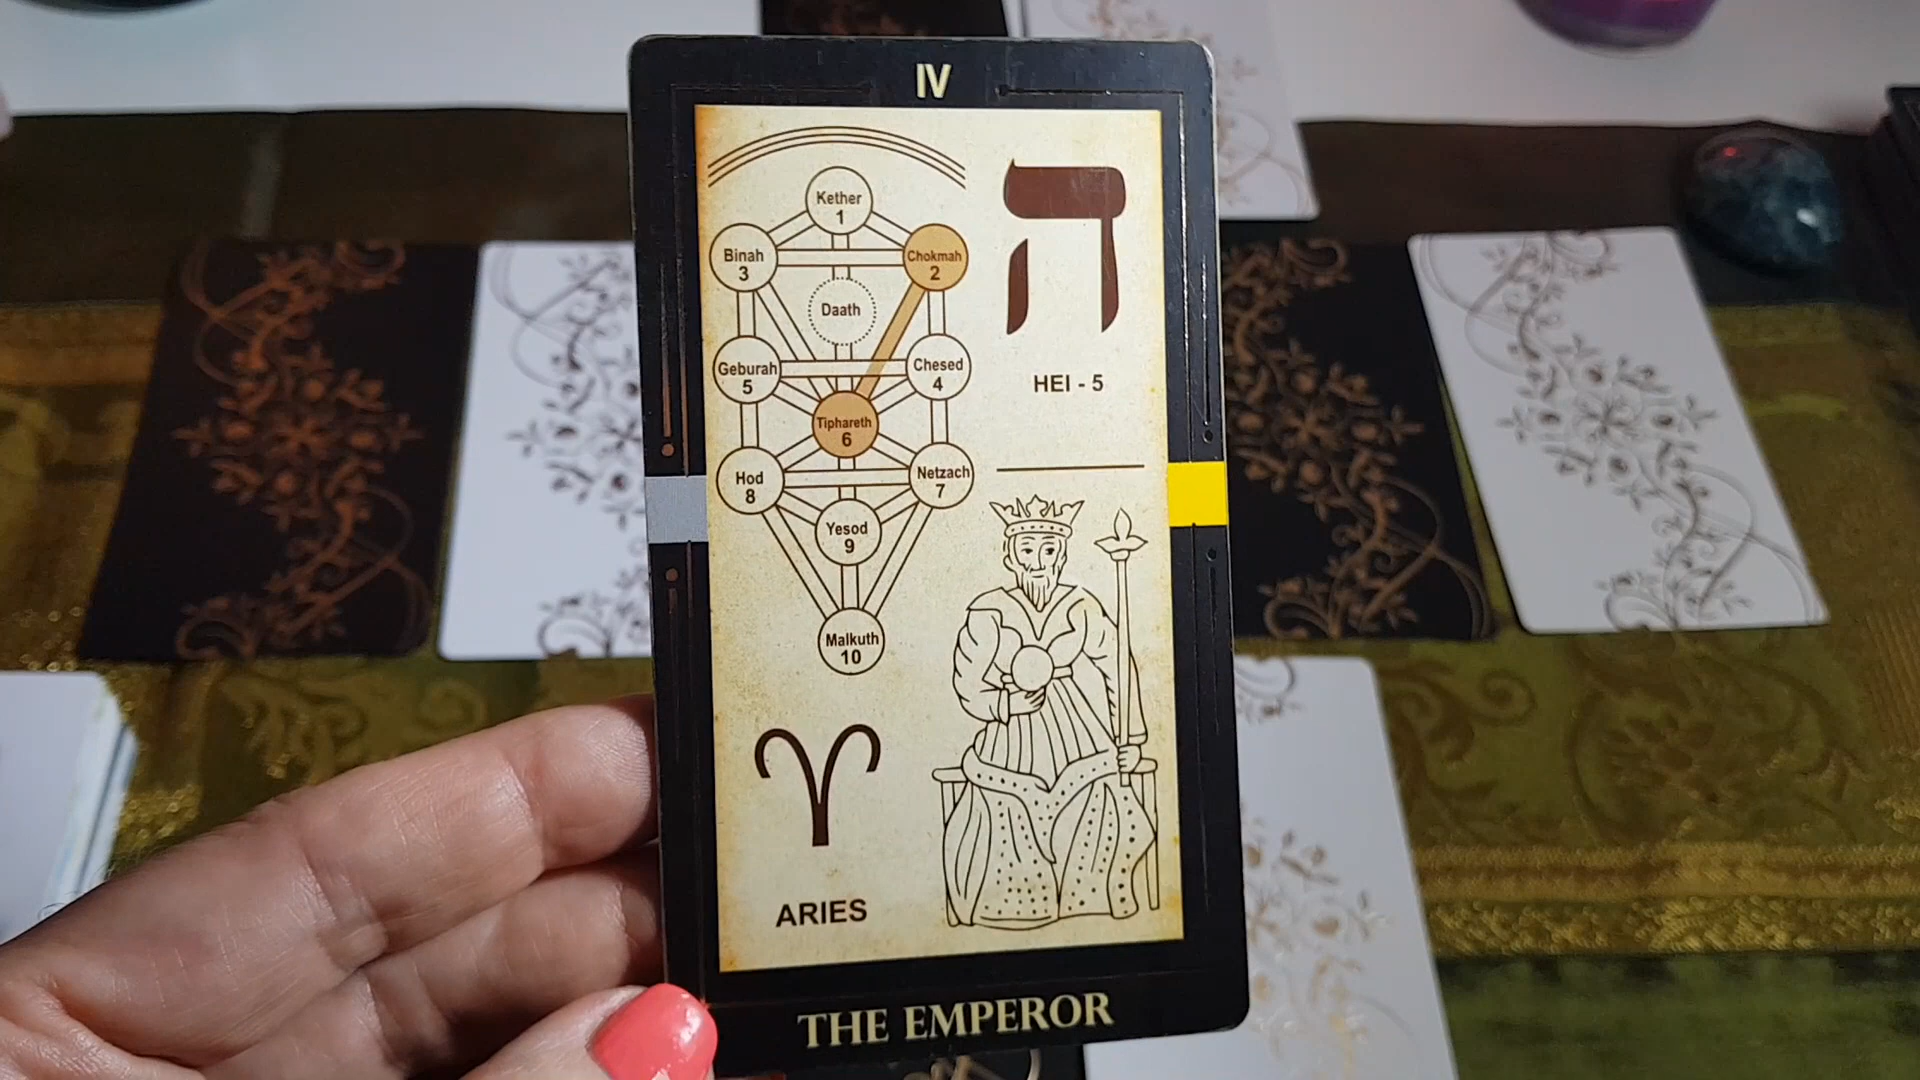 IV
Kether
1
Binah
3
Chokmah
2
Daath
Geburah
5
Chesed
4
Tiphareth
6
Hod
8
Netzach
7
Yesod
9
Malkuth
10
ה
HEI - 5
♈
ARIES
THE EMPEROR